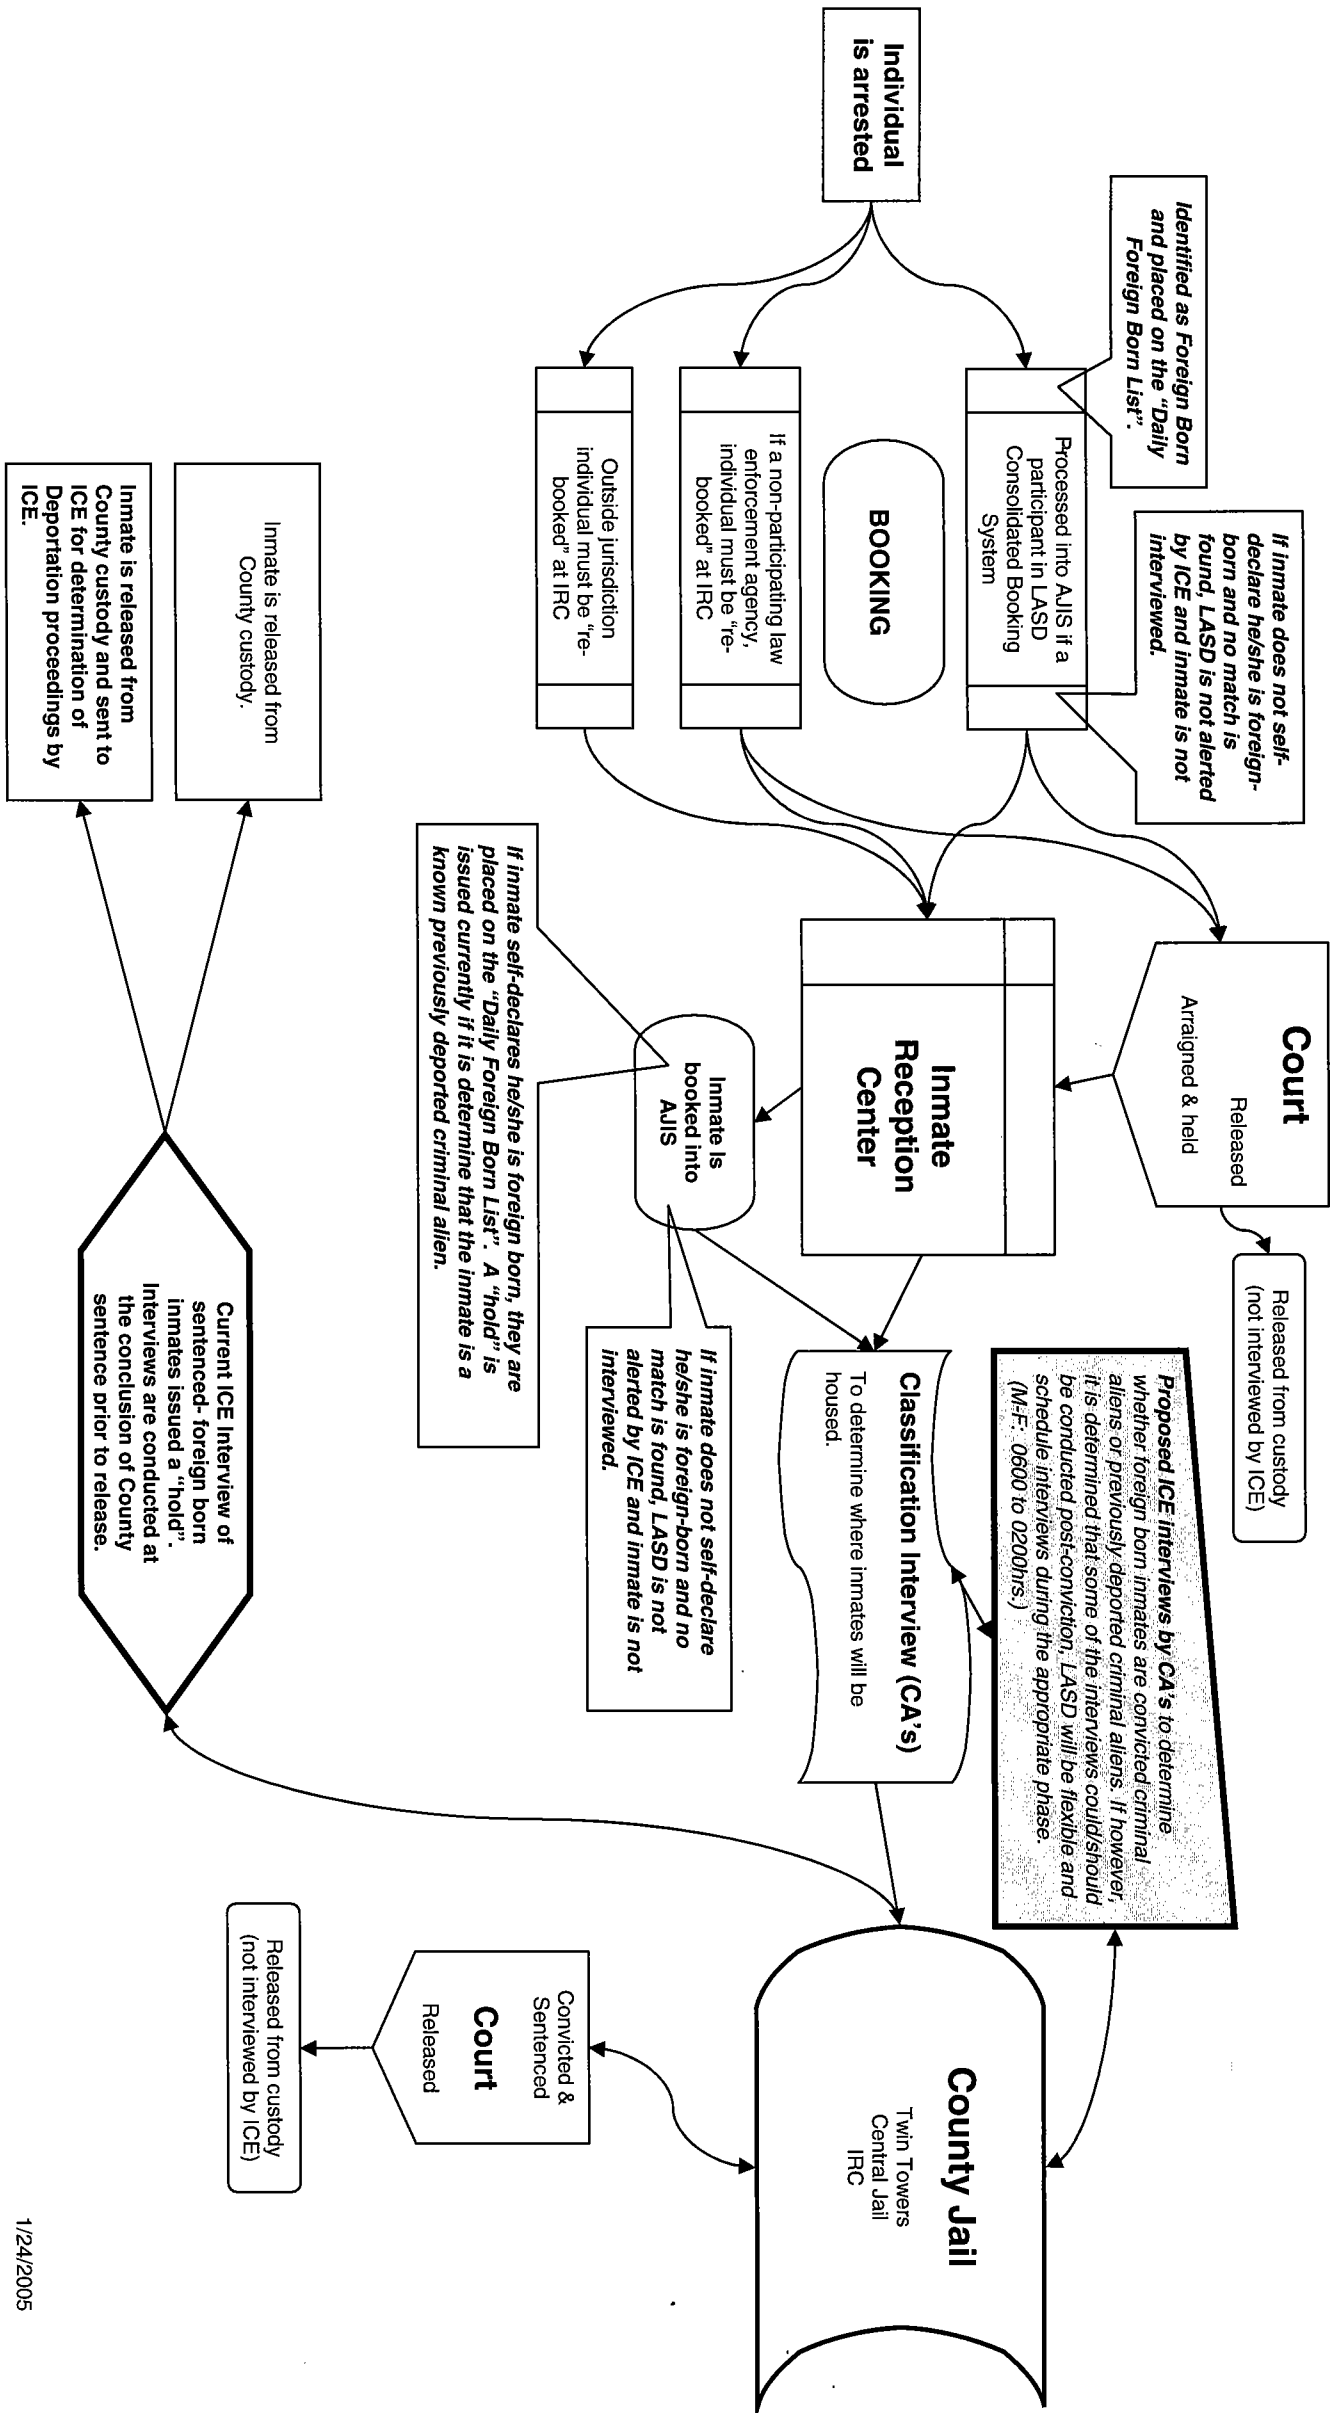 Individual
is arrested
Identified as Foreign Born
and placed on the “Daily
Foreign Born List”.
If inmate does not self-
declare he/she is foreign-
born and no match is
found, LASD is not alerted
by ICE and inmate is not
interviewed.
Processed into AJIS if a
participant in LASD
Consolidated Booking
System
BOOKING
If a non-participating law
enforcement agency,
individual must be “re-
booked” at IRC
Outside jurisdiction
individual must be “re-
booked” at IRC
Court
Released
Arraigned & held
Released from custody
(not interviewed by ICE)
Inmate
Reception
Center
Inmate Is
booked into
AJIS
If inmate self-declares he/she is foreign born, they are
placed on the “Daily Foreign Born List”. A “hold” is
issued currently if it is determine that the inmate is a
known previously deported criminal alien.
If inmate does not self-declare
he/she is foreign-born and no
match is found, LASD is not
alerted by ICE and inmate is not
interviewed.
Proposed ICE interviews by CA’s to determine
whether foreign born inmates are convicted criminal
aliens or previously deported criminal aliens. If however,
it is determined that some of the interviews could/should
be conducted post-conviction, LASD will be flexible and
schedule interviews during the appropriate phase.
(M-F: 0600 to 0200hrs.)
Classification Interview (CA’s)
To determine where inmates will be
housed.
County Jail
Twin Towers
Central Jail
IRC
Convicted &
Sentenced
Court
Released
Released from custody
(not interviewed by ICE)
Current ICE Interview of
sentenced- foreign born
inmates issued a “hold”.
Interviews are conducted at
the conclusion of County
sentence prior to release.
Inmate is released from
County custody.
Inmate is released from
County custody and sent to
ICE for determination of
Deportation proceedings by
ICE.
1/24/2005